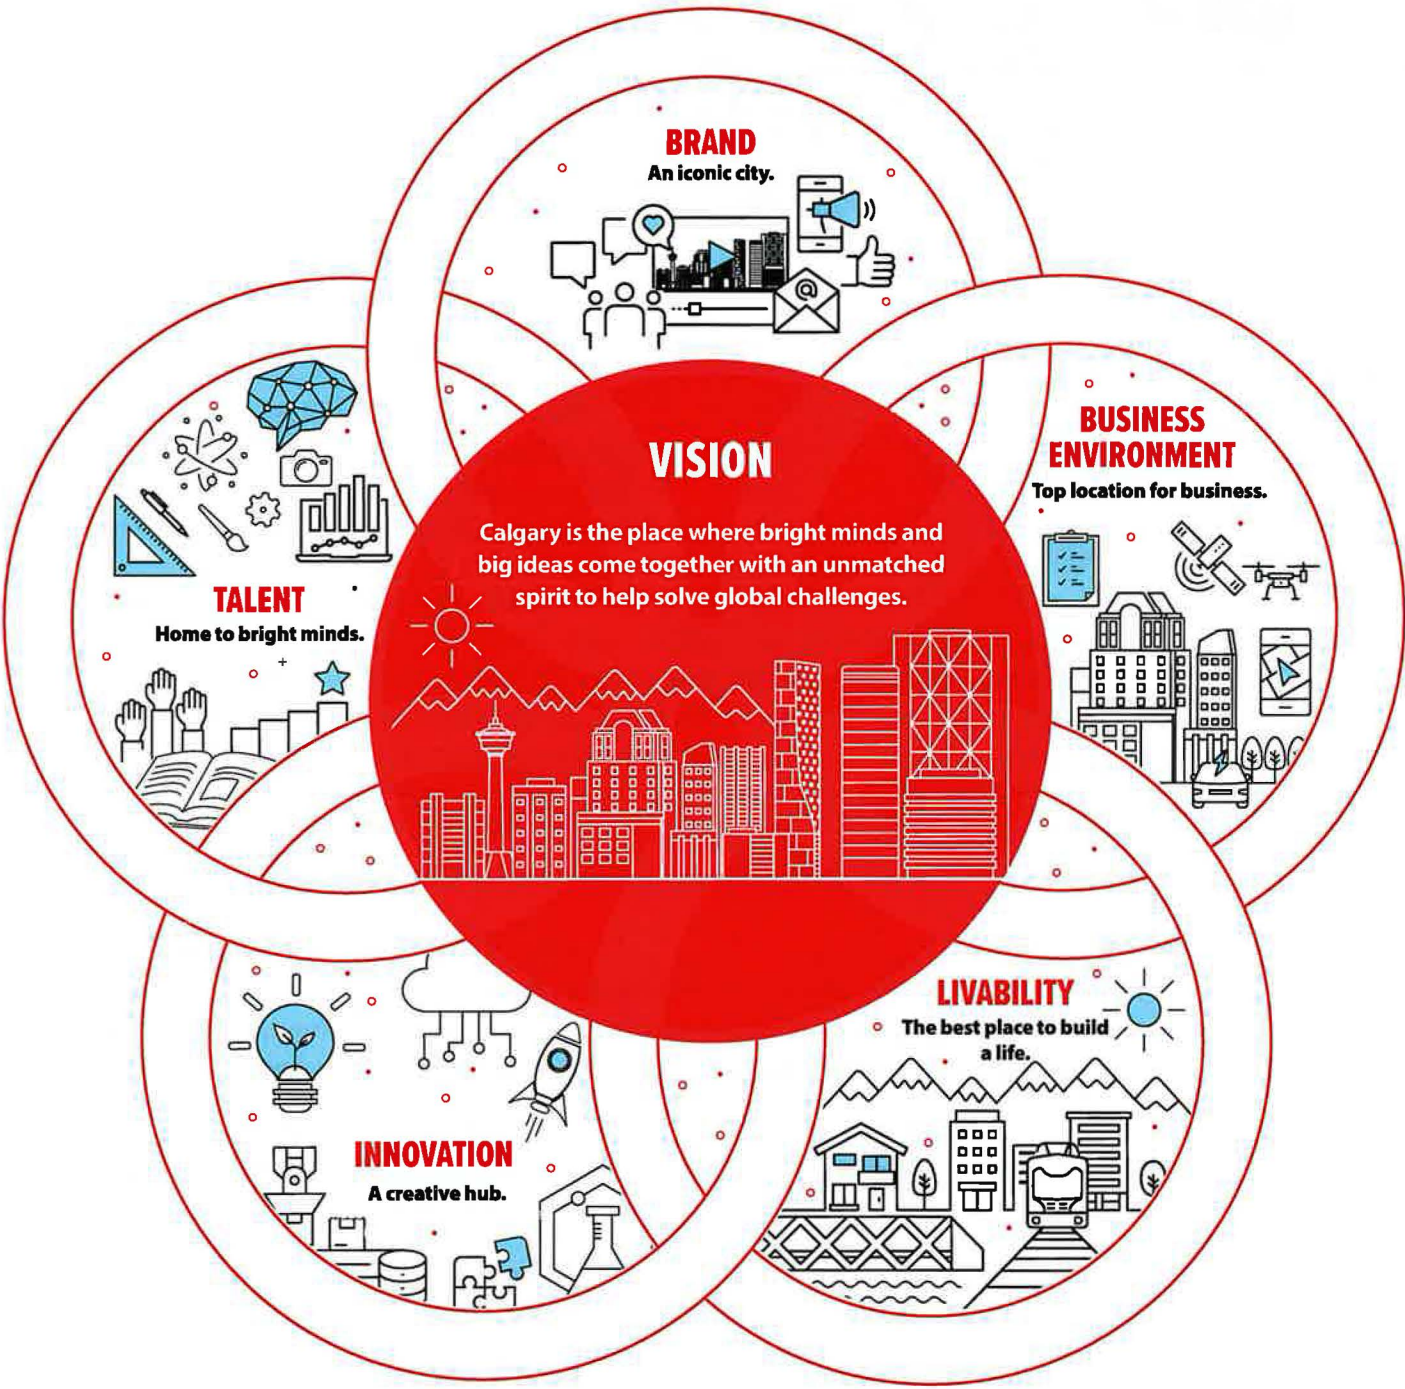 BRAND
An iconic city.
@
VISION
Calgary is the place where bright minds and
big ideas come together with an unmatched
spirit to help solve global challenges.
BUSINESS
ENVIRONMENT
Top location for business.
TALENT
Home to bright minds.
LIVABILITY
The best place to build
a life.
INNOVATION
A creative hub.